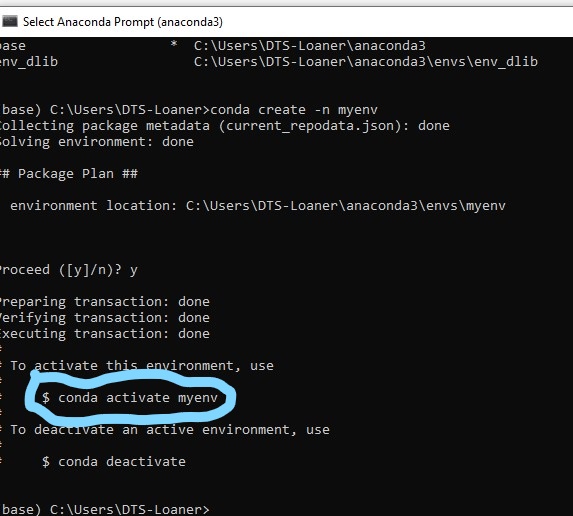 Select Anaconda Prompt (anaconda3)
ase * C:\Users\DTS-Loaner\anaconda3
nv_dlib C:\Users\DTS-Loaner\anaconda3\envs\env_dlib
base) C:\Users\DTS-Loaner>conda create -n myenv
Collecting package metadata (current_repodata.json): done
Solving environment: done
## Package Plan ##
environment location: C:\Users\DTS-Loaner\anaconda3\envs\myenv
Proceed ([y]/n)? y
Preparing transaction: done
Verifying transaction: done
Executing transaction: done
#
# To activate this environment, use
#
# $ conda activate myenv
#
# To deactivate an active environment, use
#
# $ conda deactivate
base) C:\Users\DTS-Loaner>